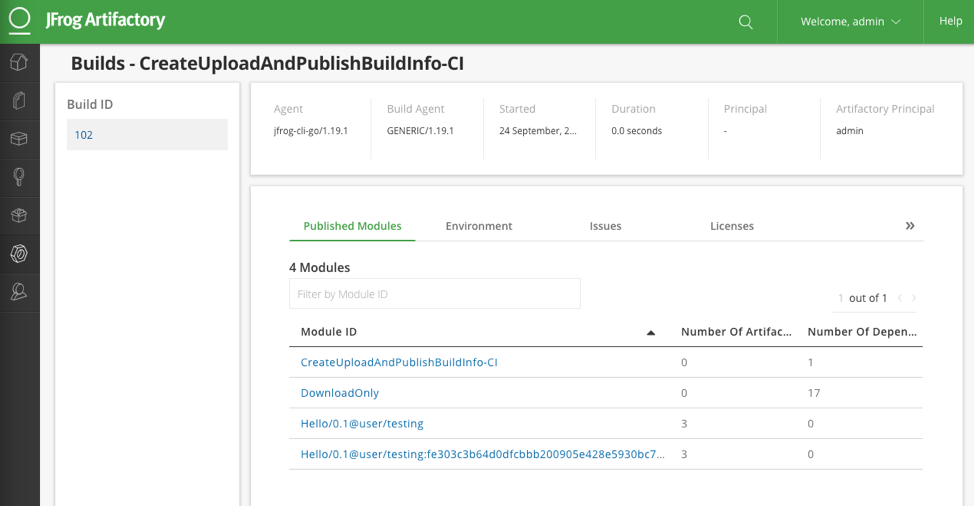 JFrog Artifactory
Welcome, admin
Help
Builds - CreateUploadAndPublishBuildInfo-CI
Build ID
102
Agent Build Agent Started Duration Principal Artifactory Principal
jfrog-cli-go/1.19.1 GENERIC/1.19.1 24 September, 2... 0.0 seconds - admin
Published Modules Environment Issues Licenses »
4 Modules
Filter by Module ID
1 out of 1
Module ID Number Of Artifac... Number Of Depen...
CreateUploadAndPublishBuildInfo-CI 0 1
DownloadOnly 0 17
Hello/0.1@user/testing 3 0
Hello/0.1@user/testing:fe303c3b64d0dfcbbb200905e428e5930bc7... 3 0